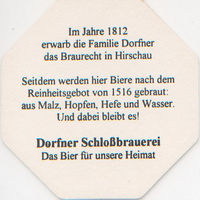 Im Jahre 1812
erwarb die Familie Dorfner
das Braurecht in Hirschau
Seitdem werden hier Biere nach dem
Reinheitsgebot von 1516 gebraut:
aus Malz, Hopfen, Hefe und Wasser.
Und dabei bleibt es!
Dorfner Schloßbrauerei
Das Bier für unsere Heimat